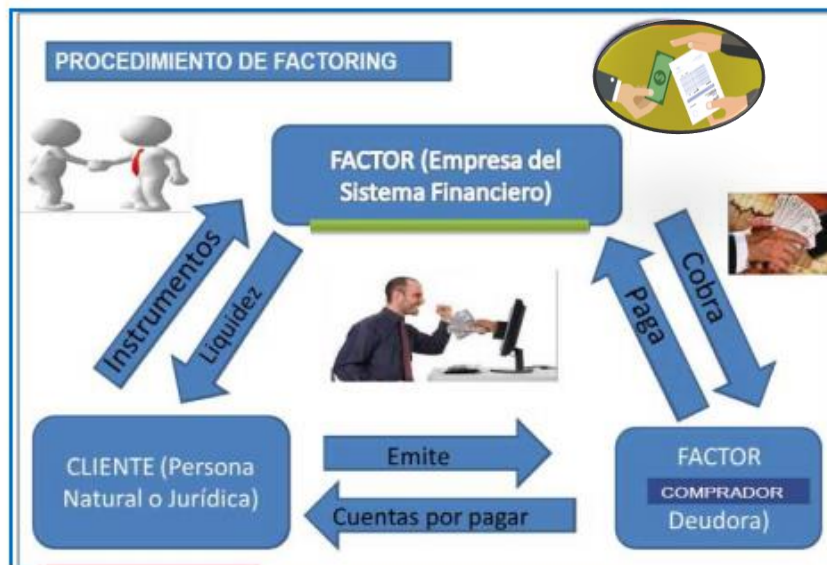 PROCEDIMIENTO DE FACTORING
FACTOR (Empresa del
Sistema Financiero)
Instrumentos
Liquidez
Paga
Cobra
CLIENTE (Persona
Natural o Jurídica)
Emite
Cuentas por pagar
FACTOR
COMPRADOR
Deudora)